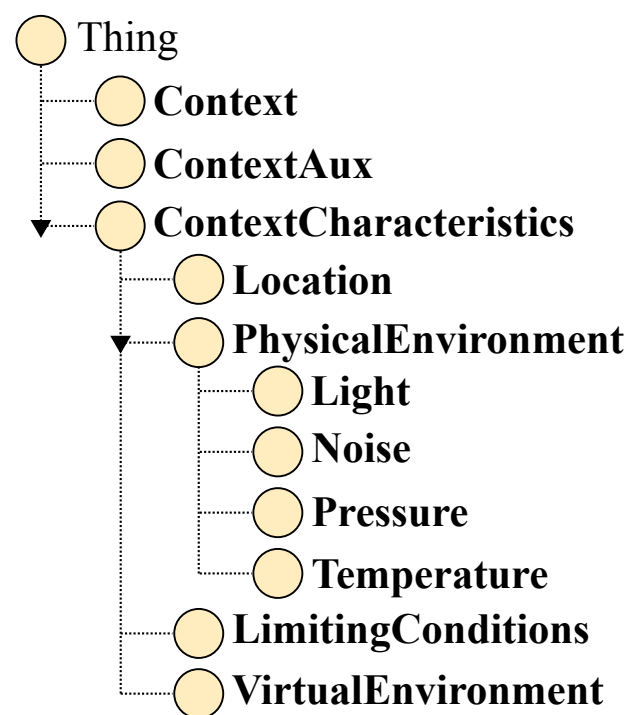 Thing
Context
ContextAux
ContextCharacteristics
Location
PhysicalEnvironment
Light
Noise
Pressure
Temperature
LimitingConditions
VirtualEnvironment